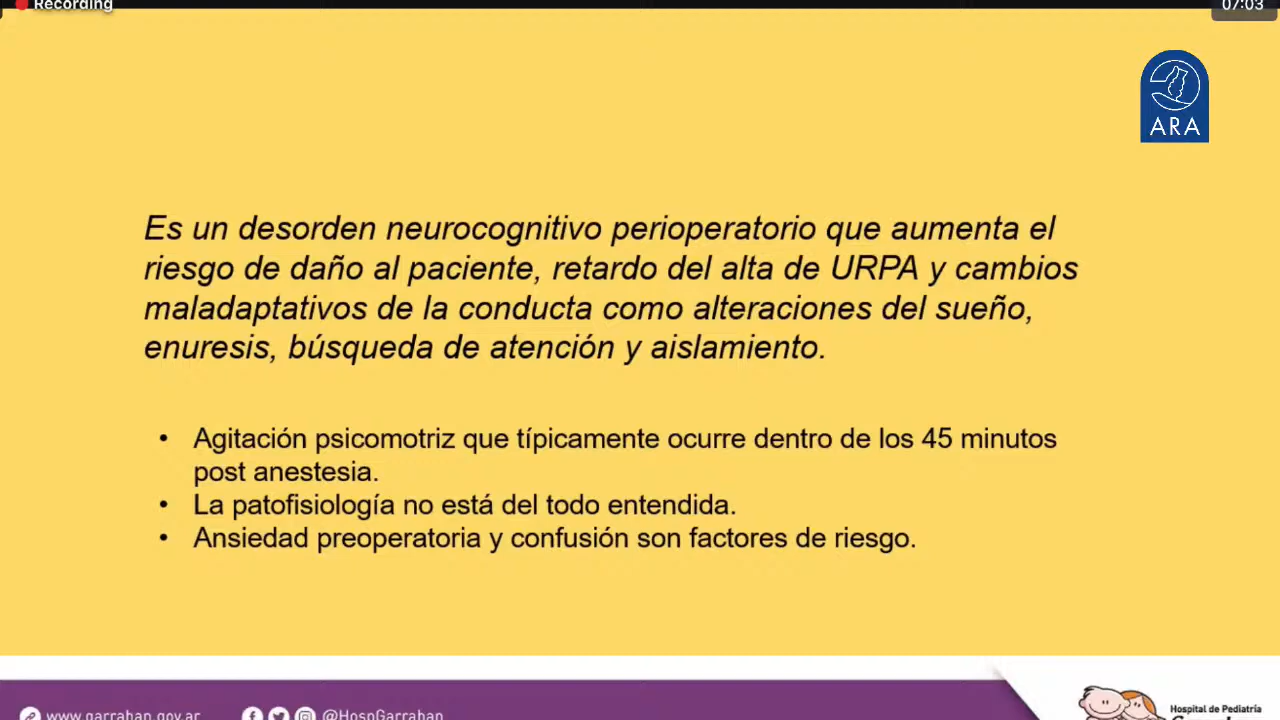 Recording
07:03
ARA
Es un desorden neurocognitivo perioperatorio que aumenta el
riesgo de daño al paciente, retardo del alta de URPA y cambios
maladaptativos de la conducta como alteraciones del sueño,
enuresis, búsqueda de atención y aislamiento.
• Agitación psicomotriz que típicamente ocurre dentro de los 45 minutos
post anestesia.
• La patofisiología no está del todo entendida.
• Ansiedad preoperatoria y confusión son factores de riesgo.
www.garrahan.gov.ar
@HospGarrahan
Hospital de Pediatría